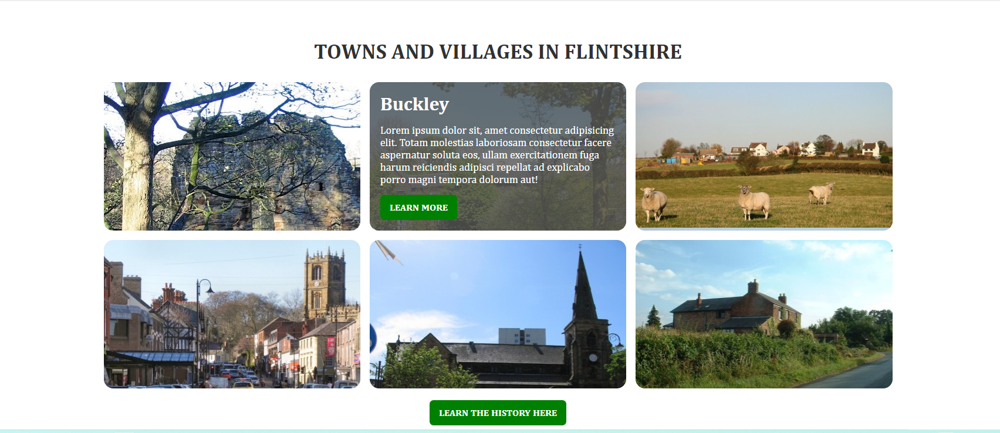 TOWNS AND VILLAGES IN FLINTSHIRE
Buckley
Lorem ipsum dolor sit, amet consectetur adipisicing
elit. Totam molestias laboriosam consectetur facere
aspernatur soluta eos, ullam exercitationem fuga
harum reiciendis adipisci repellat ad explicabo
porro magni tempora dolorum aut!
LEARN MORE
LEARN THE HISTORY HERE